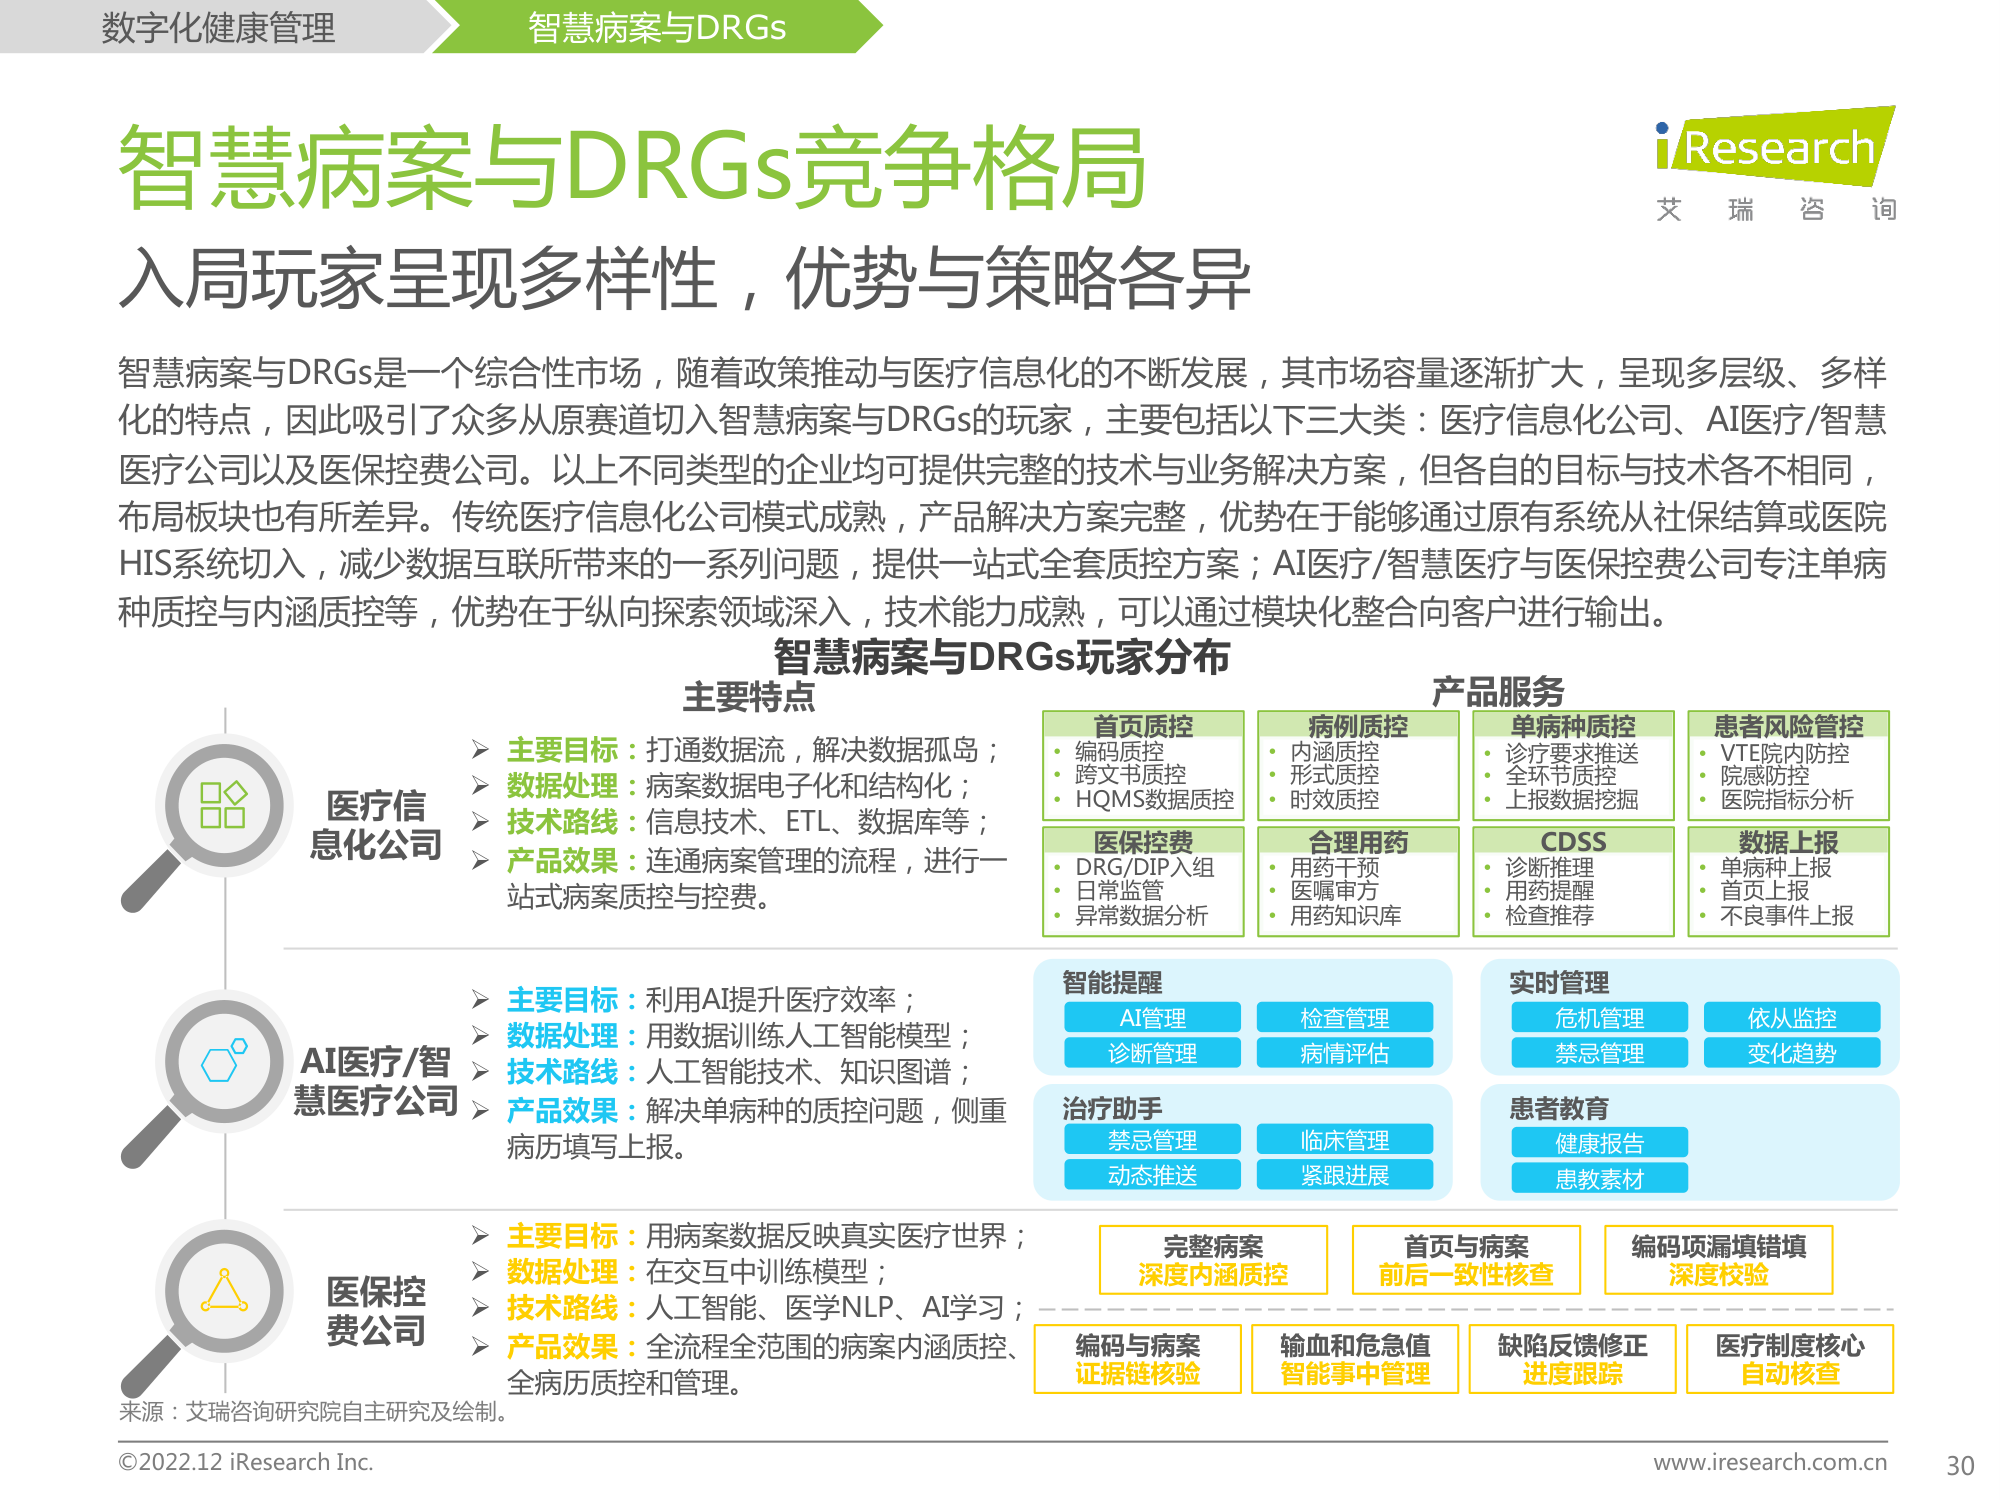 数字化健康管理
智慧病案与DRGs
智慧病案与DRGs竞争格局
iResearch
艾瑞咨询
入局玩家呈现多样性，优势与策略各异
智慧病案与DRGs是一个综合性市场，随着政策推动与医疗信息化的不断发展，其市场容量逐渐扩大，呈现多层级、多样
化的特点，因此吸引了众多从原赛道切入智慧病案与DRGs的玩家，主要包括以下三大类：医疗信息化公司、AI医疗/智慧
医疗公司以及医保控费公司。以上不同类型的企业均可提供完整的技术与业务解决方案，但各自的目标与技术各不相同，
布局板块也有所差异。传统医疗信息化公司模式成熟，产品解决方案完整，优势在于能够通过原有系统从社保结算或医院
HIS系统切入，减少数据互联所带来的一系列问题，提供一站式全套质控方案；AI医疗/智慧医疗与医保控费公司专注单病
种质控与内涵质控等，优势在于纵向探索领域深入，技术能力成熟，可以通过模块化整合向客户进行输出。
智慧病案与DRGs玩家分布
主要特点
产品服务
医疗信
息化公司
➢ 主要目标：打通数据流，解决数据孤岛；
➢ 数据处理：病案数据电子化和结构化；
➢ 技术路线：信息技术、ETL、数据库等；
➢ 产品效果：连通病案管理的流程，进行一
站式病案质控与控费。
首页质控
• 编码质控
• 跨文书质控
• HQMS数据质控
病例质控
• 内涵质控
• 形式质控
• 时效质控
单病种质控
• 诊疗要求推送
• 全环节质控
• 上报数据挖掘
患者风险管控
• VTE院内防控
• 院感防控
• 医院指标分析
医保控费
• DRG/DIP入组
• 日常监管
• 异常数据分析
合理用药
• 用药干预
• 医嘱审方
• 用药知识库
CDSS
• 诊断推理
• 用药提醒
• 检查推荐
数据上报
• 单病种上报
• 首页上报
• 不良事件上报
AI医疗/智
慧医疗公司
➢ 主要目标：利用AI提升医疗效率；
➢ 数据处理：用数据训练人工智能模型；
➢ 技术路线：人工智能技术、知识图谱；
➢ 产品效果：解决单病种的质控问题，侧重
病历填写上报。
智能提醒
AI管理
检查管理
诊断管理
病情评估
实时管理
危机管理
依从监控
禁忌管理
变化趋势
治疗助手
禁忌管理
临床管理
动态推送
紧跟进展
患者教育
健康报告
患教素材
医保控
费公司
➢ 主要目标：用病案数据反映真实医疗世界；
➢ 数据处理：在交互中训练模型；
➢ 技术路线：人工智能、医学NLP、AI学习；
➢ 产品效果：全流程全范围的病案内涵质控、
全病历质控和管理。
完整病案
深度内涵质控
首页与病案
前后一致性核查
编码项漏填错填
深度校验
编码与病案
证据链核验
输血和危急值
智能事中管理
缺陷反馈修正
进度跟踪
医疗制度核心
自动核查
来源：艾瑞咨询研究院自主研究及绘制。
©2022.12 iResearch Inc.
www.iresearch.com.cn
30